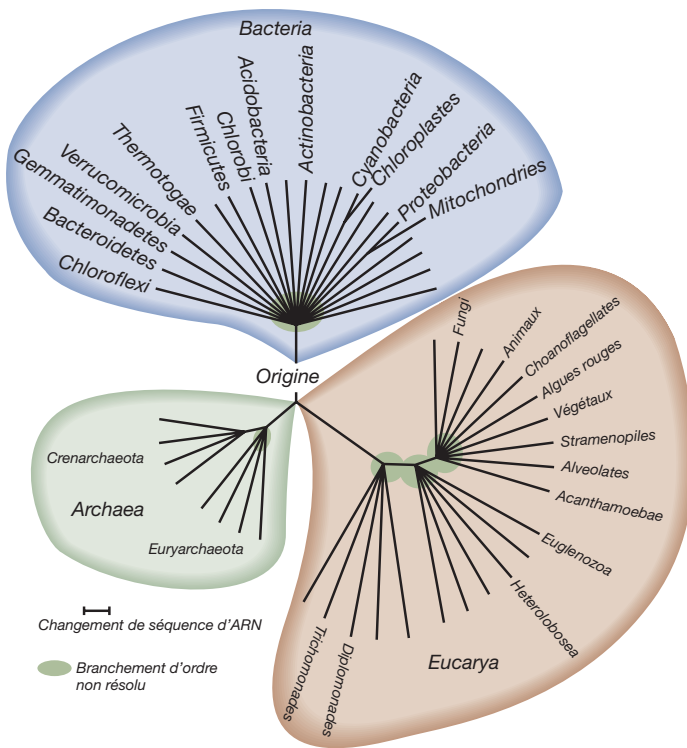 Bacteria
Chloroflexi
Bacteroidetes
Gemmatimonadetes
Verrucomicrobia
Thermotogae
Firmicutes
Chlorobi
Acidobacteria
Actinobacteria
Cyanobacteria
Chloroplastes
Proteobacteria
Mitochondries
Origine
Fungi
Animaux
Choanoflagellates
Algues rouges
Végétaux
Stramenopiles
Alveolates
Acanthamoebae
Euglenozoa
Heterolobosea
Diplomonades
Trichomonades
Eucarya
Crenarchaeota
Archaea
Euryarchaeota
Changement de séquence d'ARN
Branchement d'ordre
non résolu